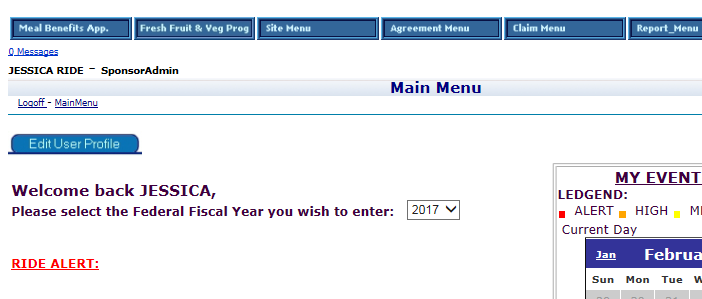 Meal Benefits App. Fresh Fruit & Veg Prog Site Menu Agreement Menu Claim Menu Report_Menu
0 Messages
JESSICA RIDE - SponsorAdmin
Main Menu
Logoff - MainMenu
Edit User Profile
Welcome back JESSICA,
Please select the Federal Fiscal Year you wish to enter: 2017
RIDE ALERT:
MY EVENT
LEDGEND:
ALERT HIGH
Current Day
Jan Februa
Sun Mon Tue W